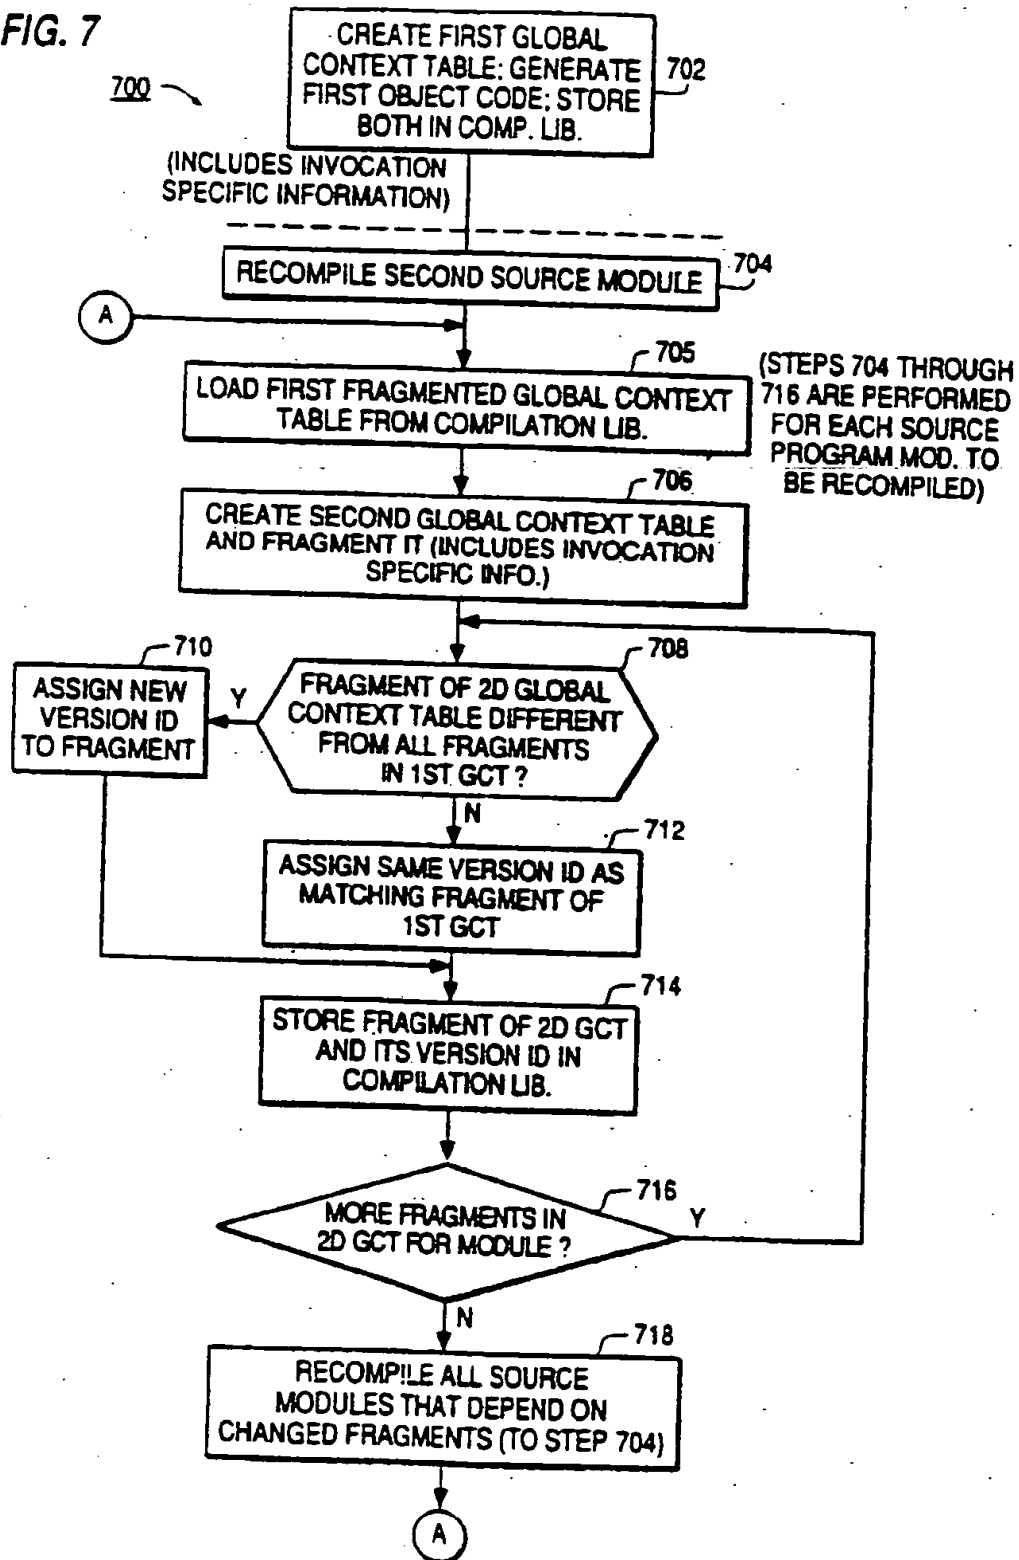 FIG. 7
700
CREATE FIRST GLOBAL
CONTEXT TABLE; GENERATE
FIRST OBJECT CODE; STORE
BOTH IN COMP. LIB.
702
(INCLUDES INVOCATION
SPECIFIC INFORMATION)
RECOMPILE SECOND SOURCE MODULE
704
A
705
LOAD FIRST FRAGMENTED GLOBAL CONTEXT
TABLE FROM COMPILATION LIB.
(STEPS 704 THROUGH
716 ARE PERFORMED
FOR EACH SOURCE
PROGRAM MOD. TO
BE RECOMPILED)
706
CREATE SECOND GLOBAL CONTEXT TABLE
AND FRAGMENT IT (INCLUDES INVOCATION
SPECIFIC INFO.)
708
FRAGMENT OF 2D GLOBAL
CONTEXT TABLE DIFFERENT
FROM ALL FRAGMENTS
IN 1ST GCT ?
Y
710
ASSIGN NEW
VERSION ID
TO FRAGMENT
N
712
ASSIGN SAME VERSION ID AS
MATCHING FRAGMENT OF
1ST GCT
714
STORE FRAGMENT OF 2D GCT
AND ITS VERSION ID IN
COMPILATION LIB.
716
MORE FRAGMENTS IN
2D GCT FOR MODULE ?
Y
N
718
RECOMPILE ALL SOURCE
MODULES THAT DEPEND ON
CHANGED FRAGMENTS (TO STEP 704)
A